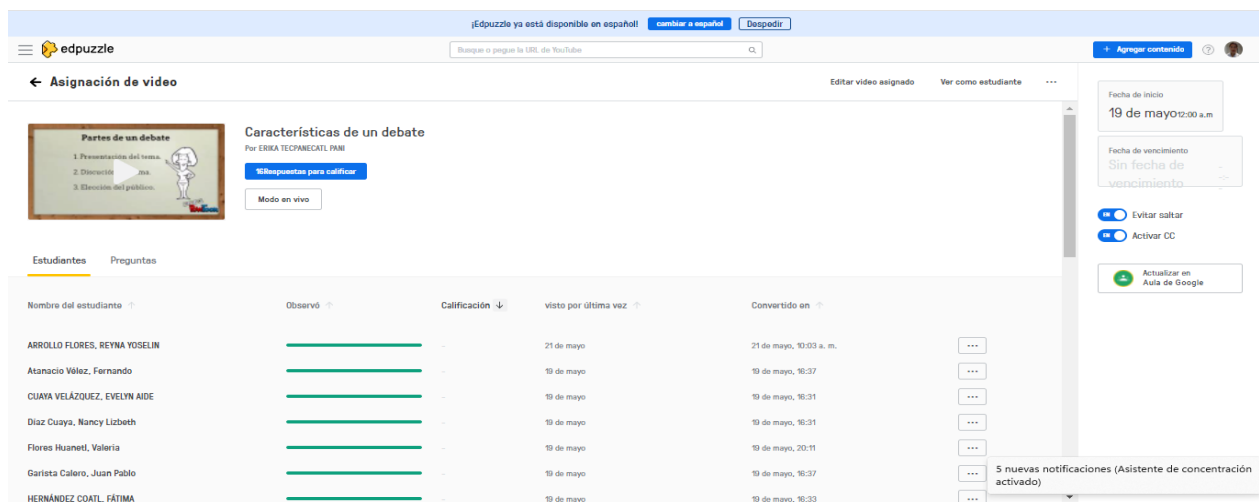 ¡Edpuzzle ya está disponible en español! cambiar a español Despedir
edpuzzle
Busque o pegue la URL de YouTube
+ Agregar contenido
Asignación de video
Editar video asignado Ver como estudiante ...
Fecha de inicio
19 de mayo 12:00 a.m
Fecha de vencimiento
Sin fecha de
vencimiento
Evitar saltar
Activar CC
Actualizar en
Aula de Google
Partes de un debate
1. Presentación del tema.
2. Discusión
3. Elección del público.
Características de un debate
Por ERIKA TECPANECATL PANI
16Respuestas para calificar
Modo en vivo
Estudiantes Preguntas
Nombre del estudiante Observó Calificación visto por última vez Convertido en
ARROLLO FLORES, REYNA YOSELIN 21 de mayo 21 de mayo, 10:03 a. m.
Atanacio Vélez, Fernando 19 de mayo 19 de mayo, 16:37
CUAYA VELÁZQUEZ, EVELYN AIDE 19 de mayo 19 de mayo, 16:31
Díaz Cuaya, Nancy Lizbeth 19 de mayo 19 de mayo, 16:31
Flores Huanetl, Valeria 19 de mayo 19 de mayo, 20:11
Garista Calero, Juan Pablo 19 de mayo 19 de mayo, 16:37
HERNÁNDEZ COATL, FÁTIMA 19 de mayo 19 de mayo, 16:33
5 nuevas notificaciones (Asistente de concentración
activado)